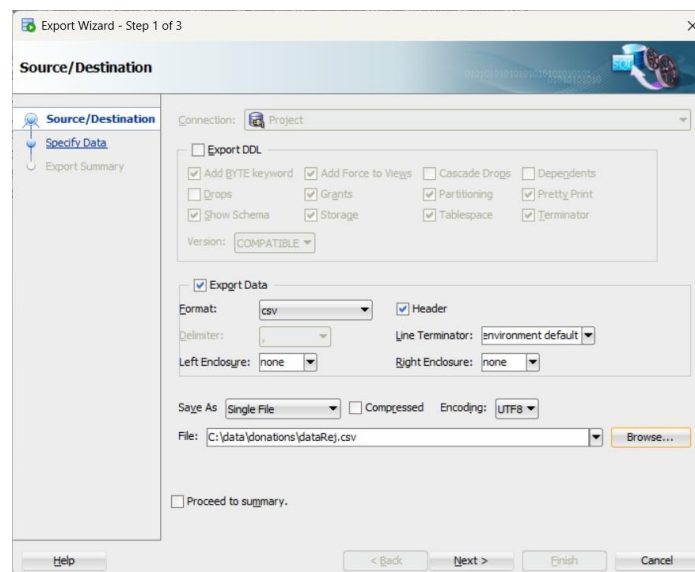 Export Wizard - Step 1 of 3
Source/Destination
SQL
Source/Destination
Specify Data
Export Summary
Connection: Project
Export DDL
Add BYTE keyword Add Force to Views Cascade Drops Dependents
Drops Grants Partitioning Pretty Print
Show Schema Storage Tablespace Terminator
Version: COMPATIBLE
Export Data
Format: csv Header
Delimiter: , Line Terminator: environment default
Left Enclosure: none Right Enclosure: none
Save As Single File Compressed Encoding: UTF8
File: C:\data\donations\dataRej.csv Browse...
Proceed to summary.
Help < Back Next > Finish Cancel